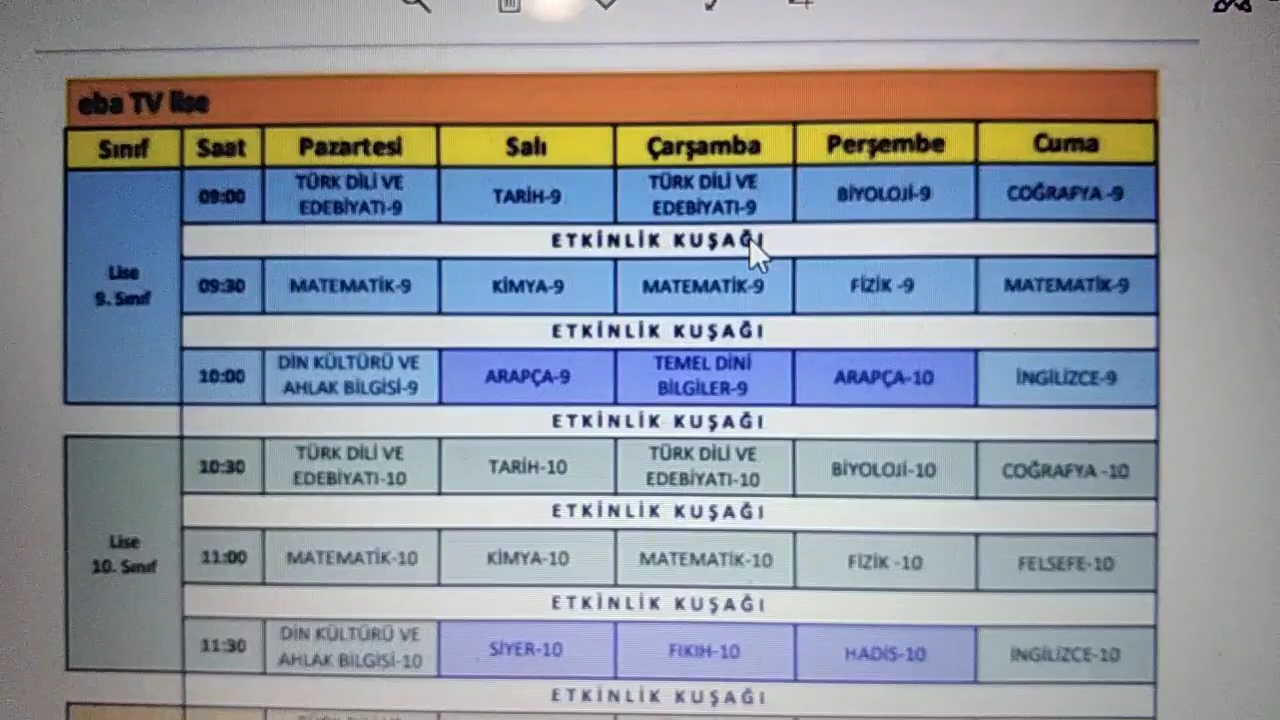 eba TV lise
Sınıf Saat Pazartesi Salı Çarşamba Perşembe Cuma
Lise
9. Sınıf
09:00 TÜRK DİLİ VE EDEBİYATI-9 TARİH-9 TÜRK DİLİ VE EDEBİYATI-9 BİYOLOJİ-9 COĞRAFYA -9
ETKİNLİK KUŞAĞI
09:30 MATEMATİK-9 KİMYA-9 MATEMATİK-9 FİZİK -9 MATEMATİK-9
ETKİNLİK KUŞAĞI
10:00 DİN KÜLTÜRÜ VE AHLAK BİLGİSİ-9 ARAPÇA-9 TEMEL DİNİ BİLGİLER-9 ARAPÇA-10 İNGİLİZCE-9
ETKİNLİK KUŞAĞI
Lise
10. Sınıf
10:30 TÜRK DİLİ VE EDEBİYATI-10 TARİH-10 TÜRK DİLİ VE EDEBİYATI-10 BİYOLOJİ-10 COĞRAFYA -10
ETKİNLİK KUŞAĞI
11:00 MATEMATİK-10 KİMYA-10 MATEMATİK-10 FİZİK -10 FELSEFE-10
ETKİNLİK KUŞAĞI
11:30 DİN KÜLTÜRÜ VE AHLAK BİLGİSİ-10 SİYER-10 FIKIH-10 HADİS-10 İNGİLİZCE-10
ETKİNLİK KUŞAĞI